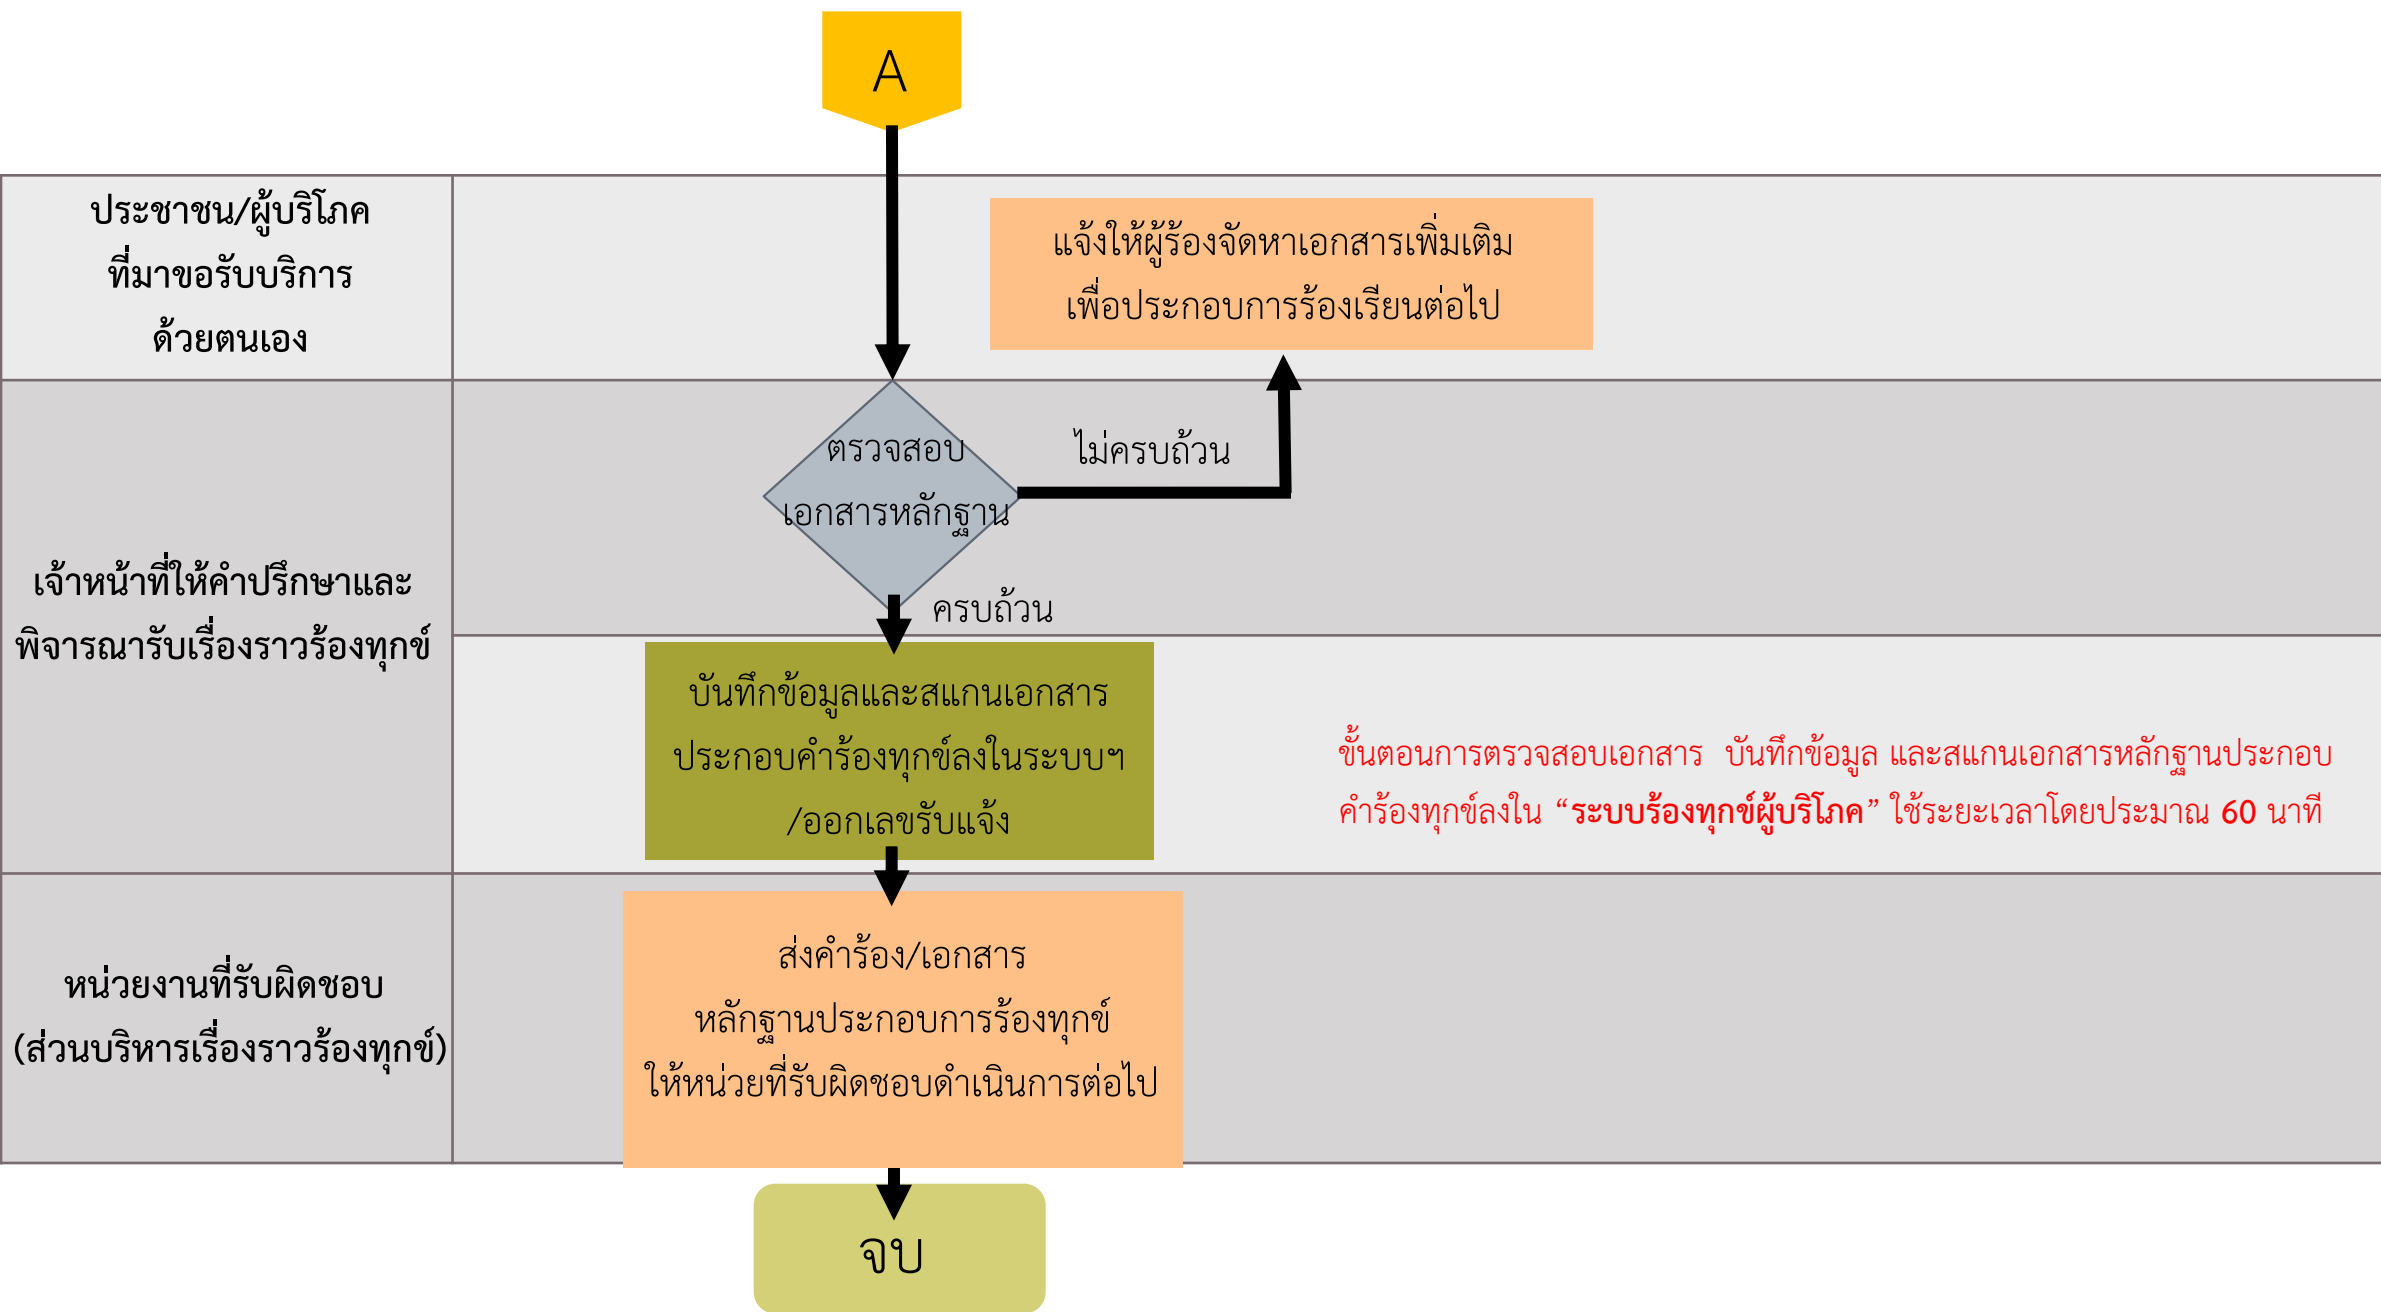 A
ประชาชน/ผู้บริโภค
ที่มาขอรับบริการ
ด้วยตนเอง
แจ้งให้ผู้ร้องจัดหาเอกสารเพิ่มเติม
เพื่อประกอบการร้องเรียนต่อไป
ตรวจสอบ
เอกสารหลักฐาน
ไม่ครบถ้วน
ครบถ้วน
เจ้าหน้าที่ให้คำปรึกษาและ
พิจารณารับเรื่องราวร้องทุกข์
บันทึกข้อมูลและสแกนเอกสาร
ประกอบคำร้องทุกข์ลงในระบบฯ
/ออกเลขรับแจ้ง
ขั้นตอนการตรวจสอบเอกสาร บันทึกข้อมูล และสแกนเอกสารหลักฐานประกอบ
คำร้องทุกข์ลงใน “ระบบร้องทุกข์ผู้บริโภค” ใช้ระยะเวลาโดยประมาณ 60 นาที
หน่วยงานที่รับผิดชอบ
(ส่วนบริหารเรื่องราวร้องทุกข์)
ส่งคำร้อง/เอกสาร
หลักฐานประกอบการร้องทุกข์
ให้หน่วยที่รับผิดชอบดำเนินการต่อไป
จบ